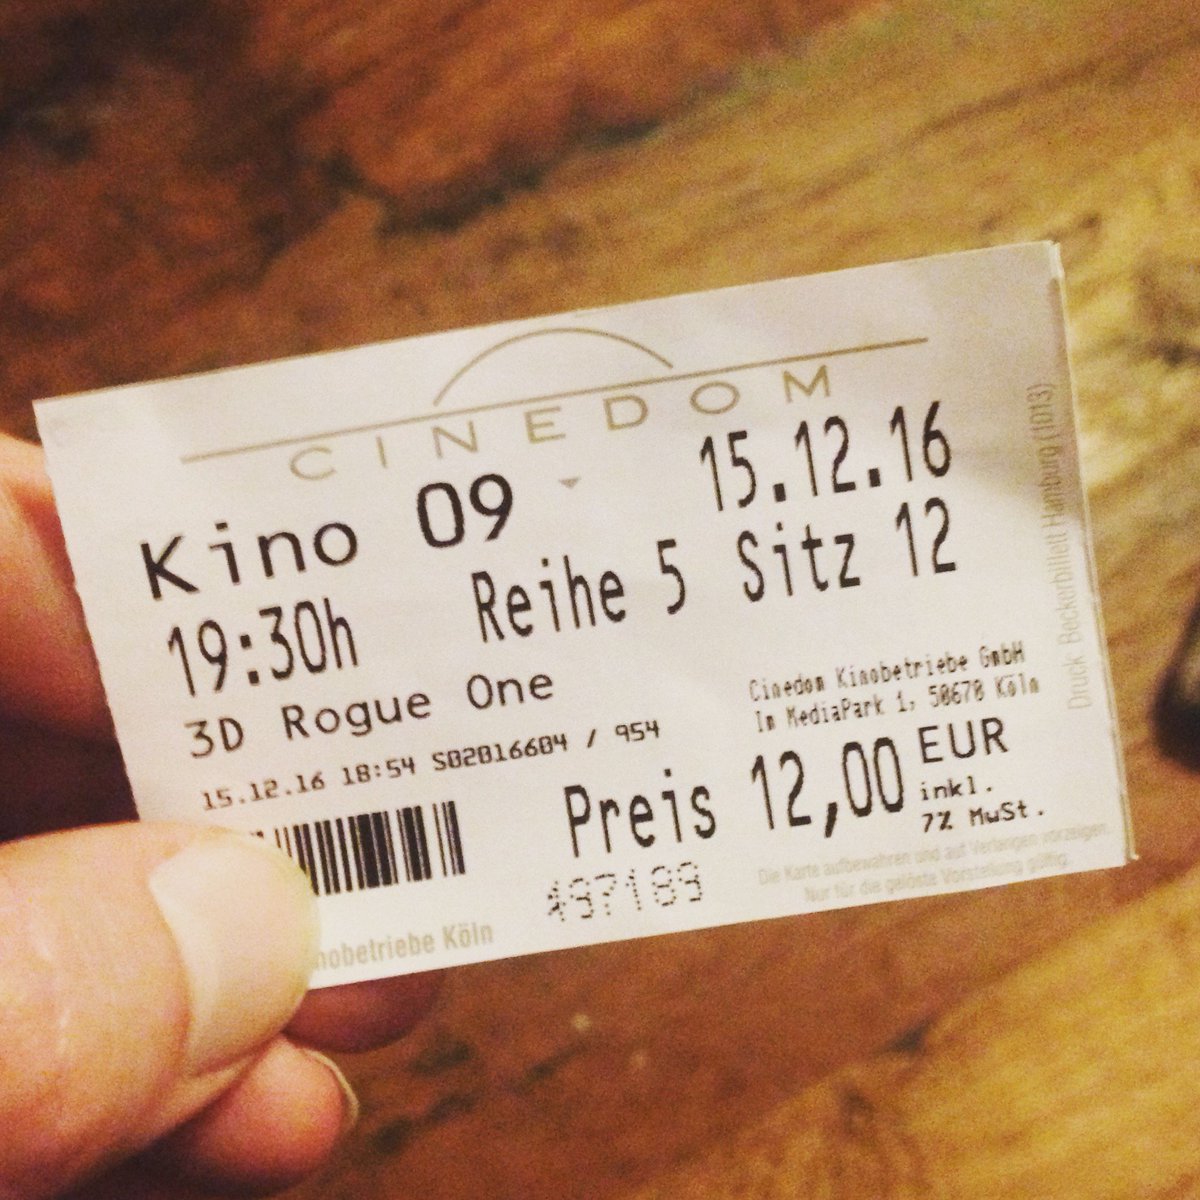 CINEDOM
Kino 09
15.12.16
19:30h
Reihe 5 Sitz 12
3D Rogue One
Cinedom Kinobetriebe GmbH
Im MediaPark 1, 50670 Köln
15.12.16 18:54 S02016604 / 954
Preis 12,00 EUR
inkl.
7% MwSt.
497189
Die Karte aufbewahren und auf Verlangen vorzeigen.
Nur für die gelöste Vorstellung gültig.
nobetriebe Köln
Druck Beckerbillett Hamburg (1013)